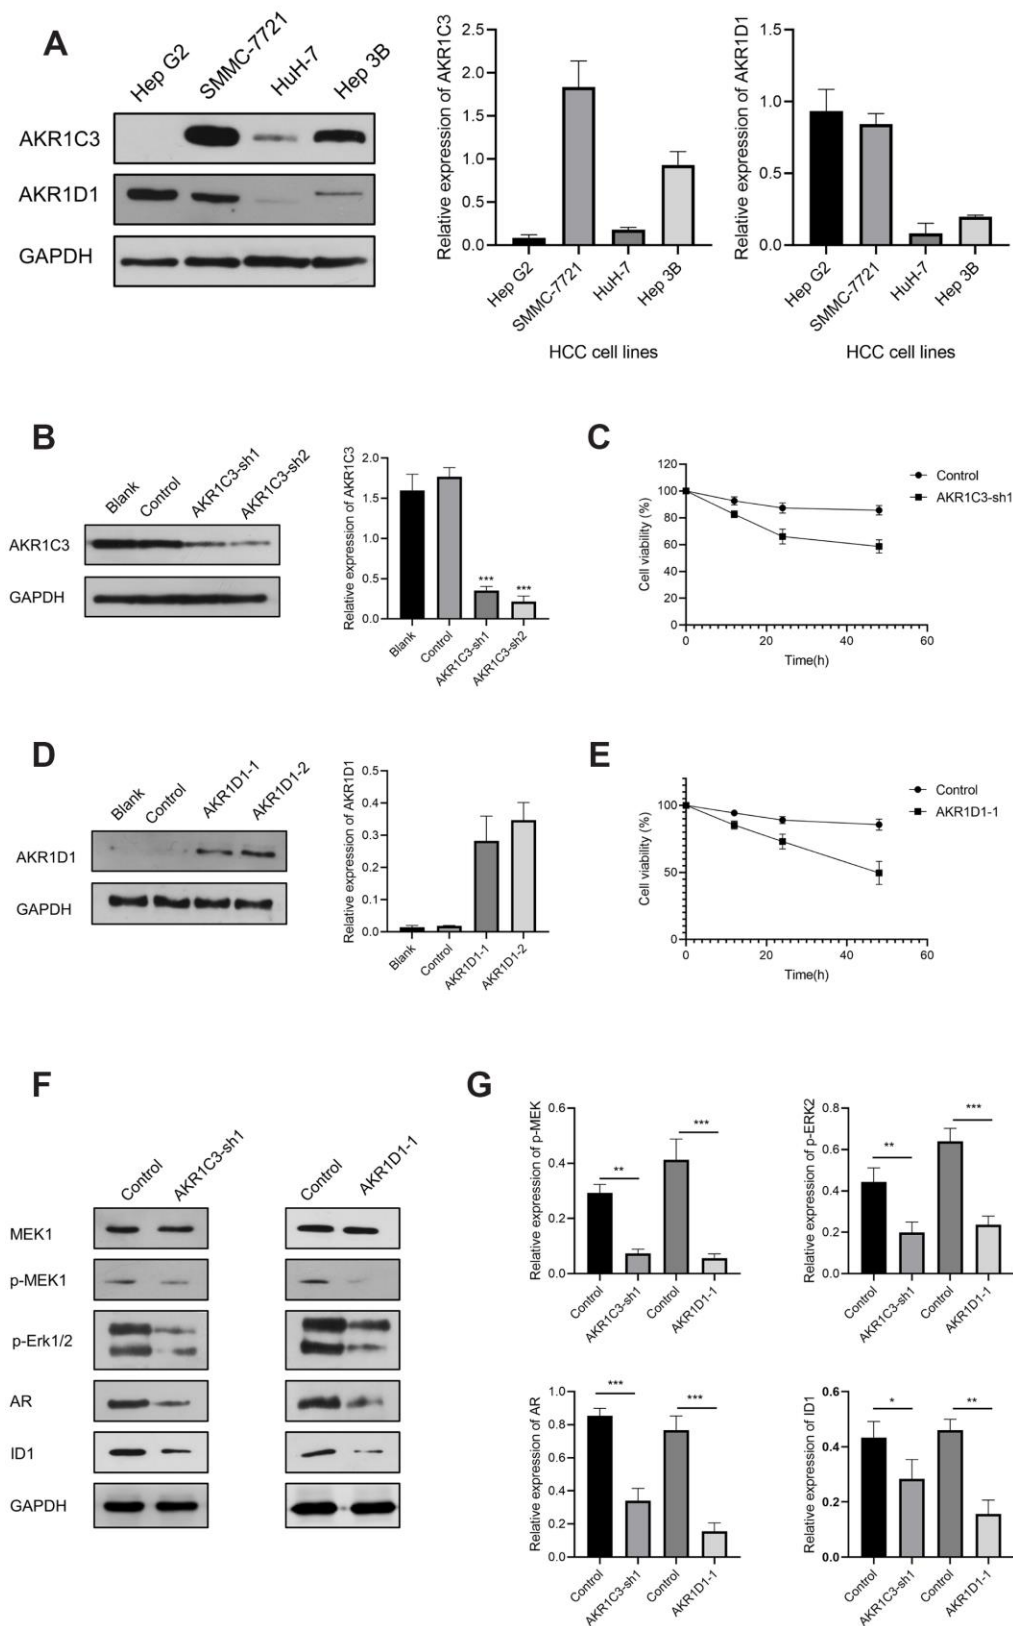 A
Hep G2
SMMC-7721
HuH-7
Hep 3B
AKR1C3
AKR1D1
GAPDH
Relative expression of AKR1C3
2.5
2.0
1.5
1.0
0.5
0.0
Hep G2
SMMC-7721
HuH-7
Hep 3B
HCC cell lines
Relative expression of AKR1D1
1.5
1.0
0.5
0.0
Hep G2
SMMC-7721
HuH-7
Hep 3B
HCC cell lines
B
Blank
Control
AKR1C3-sh1
AKR1C3-sh2
AKR1C3
GAPDH
Relative expression of AKR1C3
2.0
1.5
1.0
0.5
0.0
***
***
Blank
Control
AKR1C3-sh1
AKR1C3-sh2
C
Cell viability (%)
120
100
80
60
40
20
0
0
20
40
60
Time(h)
Control
AKR1C3-sh1
D
Blank
Control
AKR1D1-1
AKR1D1-2
AKR1D1
GAPDH
Relative expression of AKR1D1
0.5
0.4
0.3
0.2
0.1
0.0
Blank
Control
AKR1D1-1
AKR1D1-2
E
Cell viability (%)
100
50
0
0
20
40
60
Time(h)
Control
AKR1D1-1
F
Control
AKR1C3-sh1
Control
AKR1D1-1
MEK1
p-MEK1
p-Erk1/2
AR
ID1
GAPDH
G
Relative expression of p-MEK
0.6
0.4
0.2
0.0
**
***
Control
AKR1C3-sh1
Control
AKR1D1-1
Relative expression of p-ERK2
0.8
0.6
0.4
0.2
0.0
**
***
Control
AKR1C3-sh1
Control
AKR1D1-1
Relative expression of AR
1.0
0.8
0.6
0.4
0.2
0.0
***
***
Control
AKR1C3-sh1
Control
AKR1D1-1
Relative expression of ID1
0.6
0.4
0.2
0.0
*
**
Control
AKR1C3-sh1
Control
AKR1D1-1